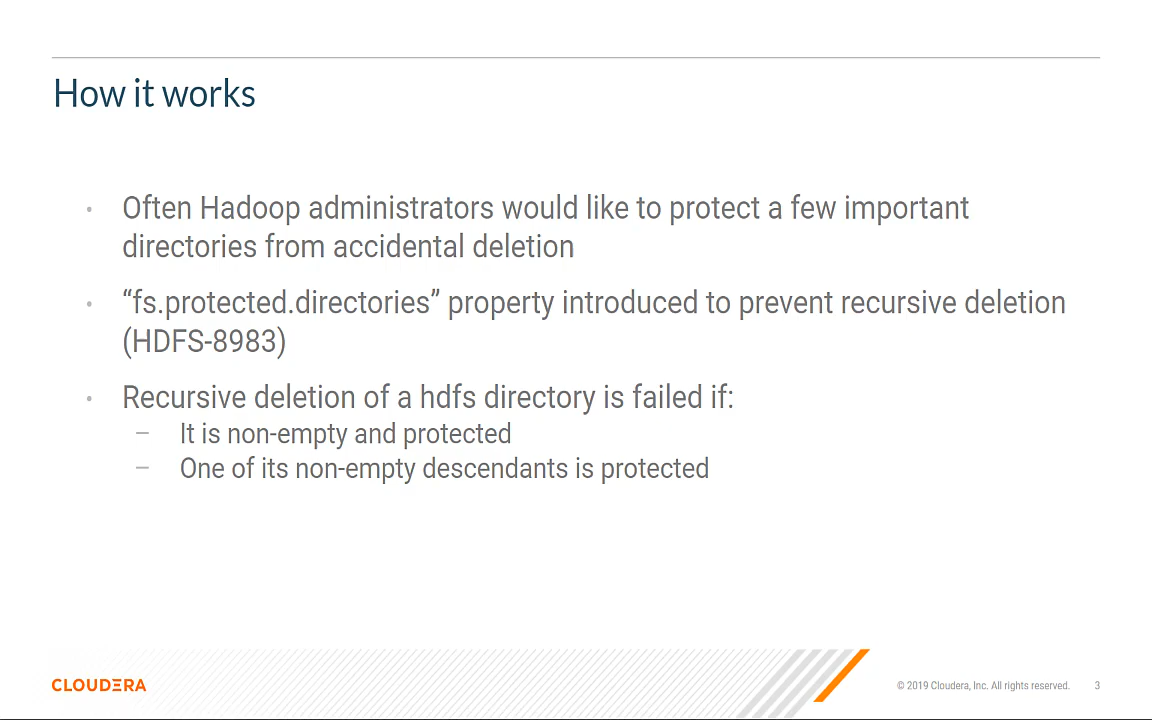 How it works
• Often Hadoop administrators would like to protect a few important
directories from accidental deletion
• “fs.protected.directories” property introduced to prevent recursive deletion
(HDFS-8983)
• Recursive deletion of a hdfs directory is failed if:
– It is non-empty and protected
– One of its non-empty descendants is protected
CLOUDERA
© 2019 Cloudera, Inc. All rights reserved. 3